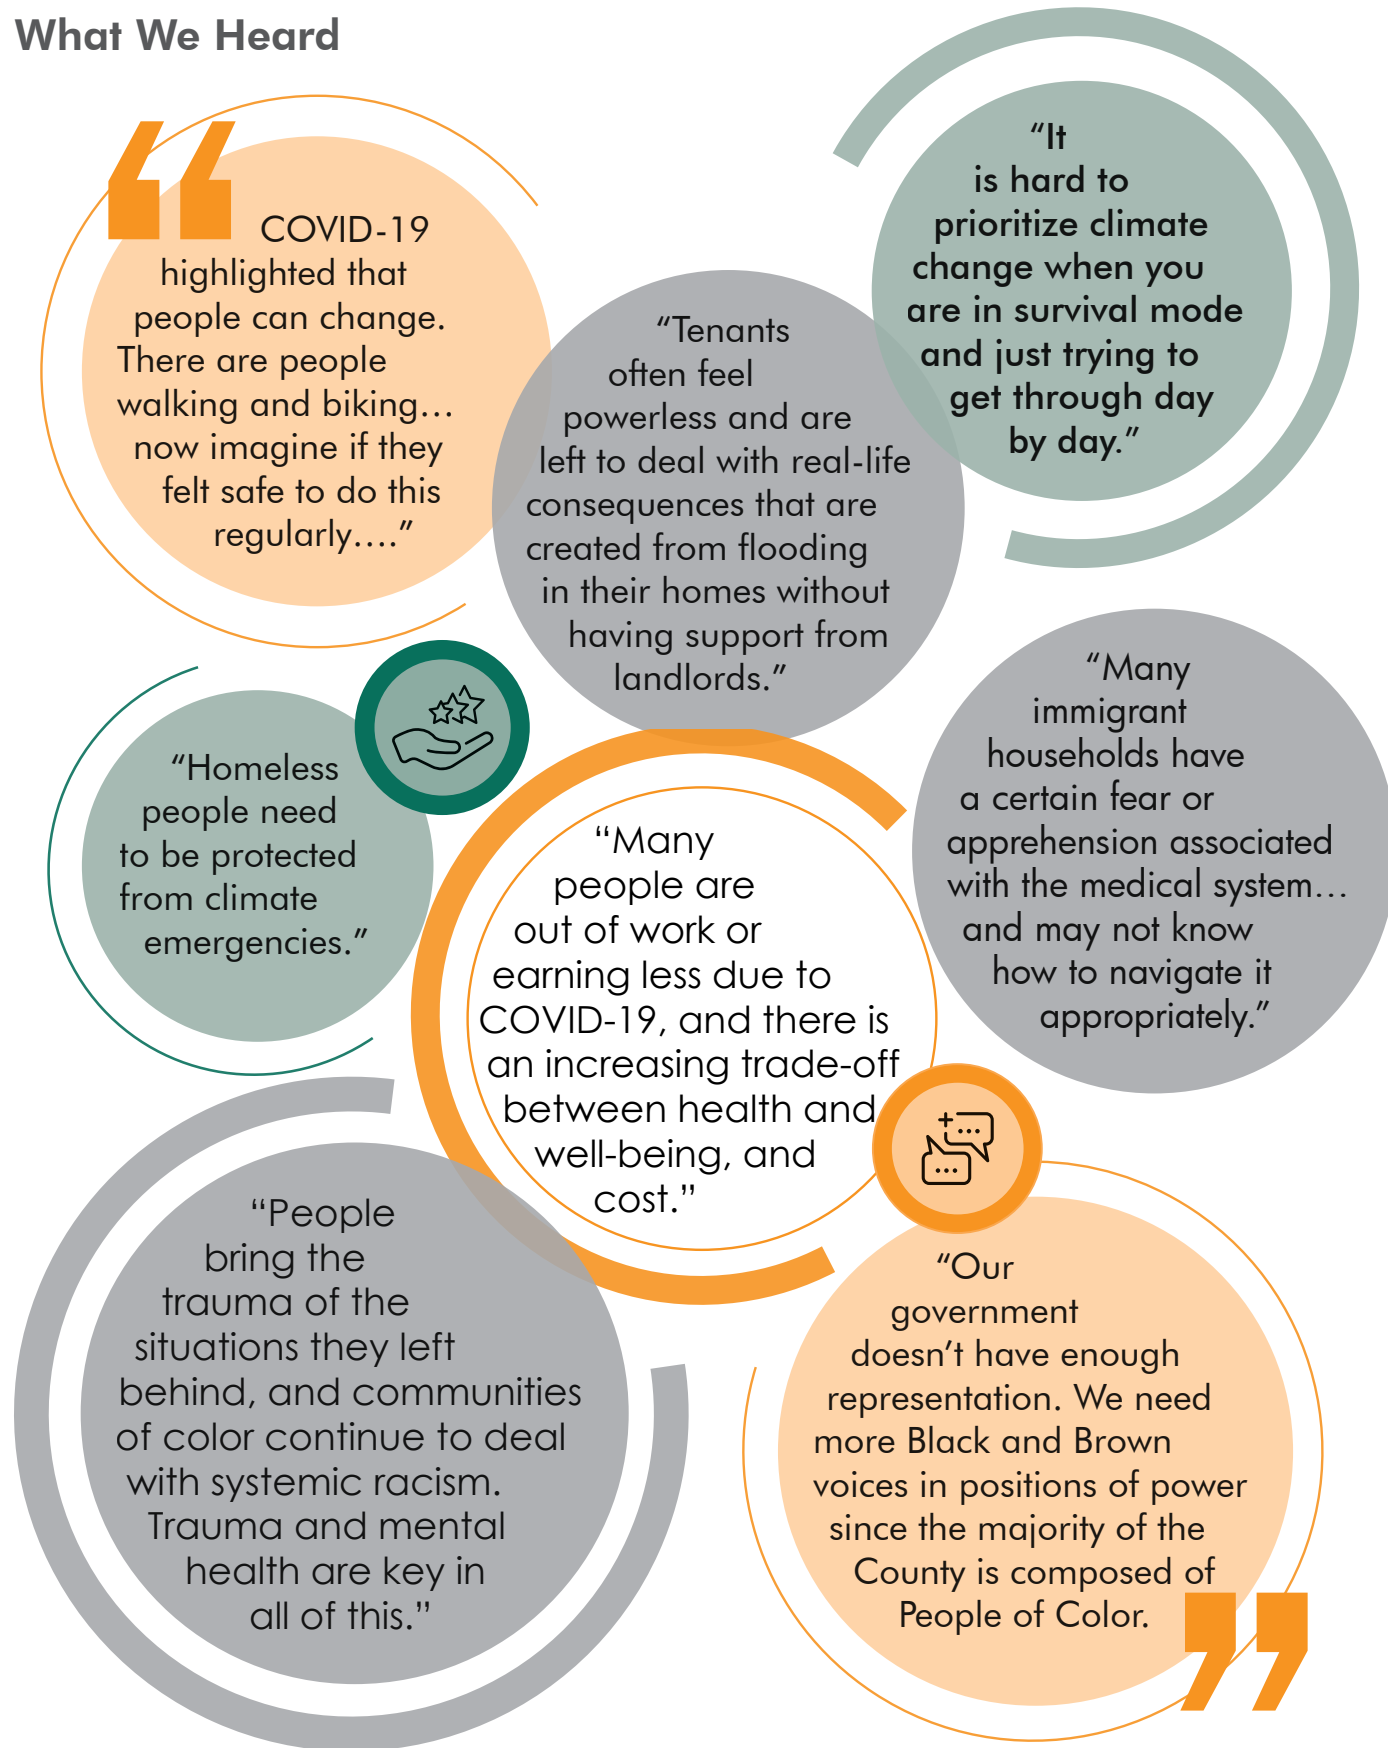 What We Heard
COVID-19
highlighted that
people can change.
There are people
walking and biking…
now imagine if they
felt safe to do this
regularly….”
“Tenants
often feel
powerless and are
left to deal with real-life
consequences that are
created from flooding
in their homes without
having support from
landlords.”
“It
is hard to
prioritize climate
change when you
are in survival mode
and just trying to
get through day
by day.”
“Homeless
people need
to be protected
from climate
emergencies.”
“Many
people are
out of work or
earning less due to
COVID-19, and there is
an increasing trade-off
between health and
well-being, and
cost.”
“Many
immigrant
households have
a certain fear or
apprehension associated
with the medical system…
and may not know
how to navigate it
appropriately.”
“People
bring the
trauma of the
situations they left
behind, and communities
of color continue to deal
with systemic racism.
Trauma and mental
health are key in
all of this.”
“Our
government
doesn’t have enough
representation. We need
more Black and Brown
voices in positions of power
since the majority of the
County is composed of
People of Color.